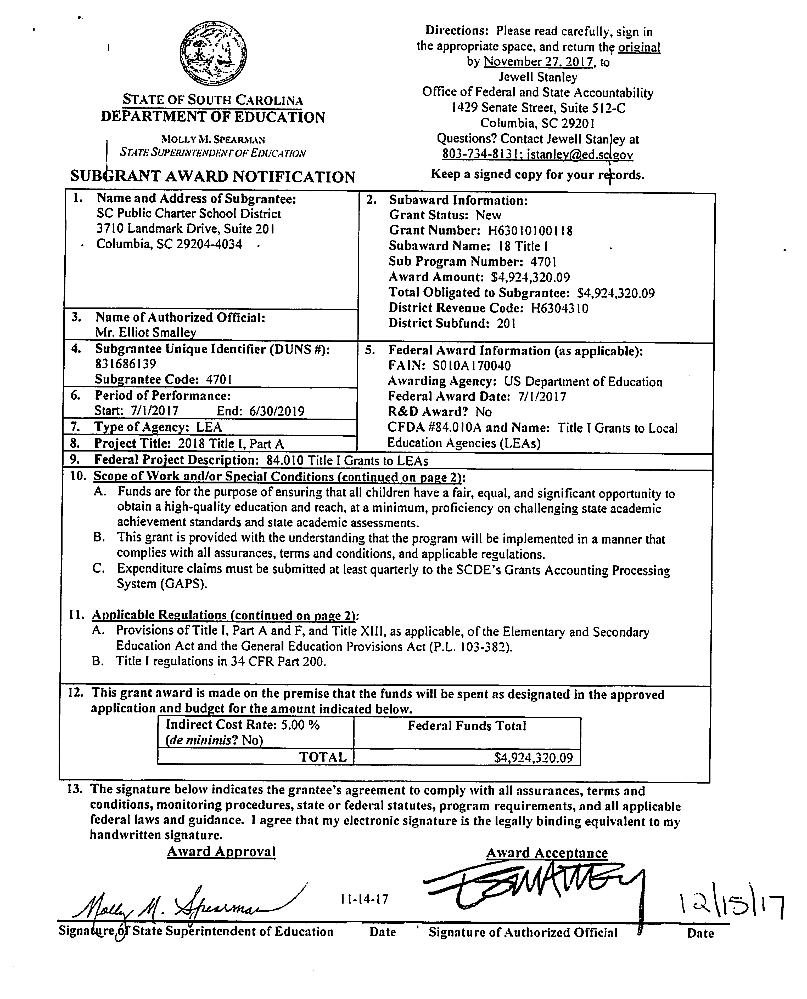 Directions: Please read carefully, sign in
the appropriate space, and return the original
by November 27, 2017, to
Jewell Stanley
Office of Federal and State Accountability
1429 Senate Street, Suite 512-C
Columbia, SC 29201
Questions? Contact Jewell Stanley at
803-734-8131; jstanley@ed.sc.gov
Keep a signed copy for your records.
STATE OF SOUTH CAROLINA
DEPARTMENT OF EDUCATION
MOLLY M. SPEARMAN
STATE SUPERINTENDENT OF EDUCATION
SUBGRANT AWARD NOTIFICATION
1. Name and Address of Subgrantee:
SC Public Charter School District
3710 Landmark Drive, Suite 201
Columbia, SC 29204-4034
2. Subaward Information:
Grant Status: New
Grant Number: H63010100118
Subaward Name: 18 Title I
Sub Program Number: 4701
Award Amount: $4,924,320.09
Total Obligated to Subgrantee: $4,924,320.09
District Revenue Code: H6304310
District Subfund: 201
3. Name of Authorized Official:
Mr. Elliot Smalley
4. Subgrantee Unique Identifier (DUNS #):
831686139
Subgrantee Code: 4701
5. Federal Award Information (as applicable):
FAIN: S010A170040
Awarding Agency: US Department of Education
Federal Award Date: 7/1/2017
R&D Award? No
CFDA #84.010A and Name: Title I Grants to Local
Education Agencies (LEAs)
6. Period of Performance:
Start: 7/1/2017 End: 6/30/2019
7. Type of Agency: LEA
8. Project Title: 2018 Title I, Part A
9. Federal Project Description: 84.010 Title I Grants to LEAs
10. Scope of Work and/or Special Conditions (continued on page 2):
A. Funds are for the purpose of ensuring that all children have a fair, equal, and significant opportunity to
obtain a high-quality education and reach, at a minimum, proficiency on challenging state academic
achievement standards and state academic assessments.
B. This grant is provided with the understanding that the program will be implemented in a manner that
complies with all assurances, terms and conditions, and applicable regulations.
C. Expenditure claims must be submitted at least quarterly to the SCDE's Grants Accounting Processing
System (GAPS).
11. Applicable Regulations (continued on page 2):
A. Provisions of Title I, Part A and F, and Title XIII, as applicable, of the Elementary and Secondary
Education Act and the General Education Provisions Act (P.L. 103-382).
B. Title I regulations in 34 CFR Part 200.
12. This grant award is made on the premise that the funds will be spent as designated in the approved
application and budget for the amount indicated below.
Indirect Cost Rate: 5.00 %
(de minimis? No)
Federal Funds Total
TOTAL $4,924,320.09
13. The signature below indicates the grantee's agreement to comply with all assurances, terms and
conditions, monitoring procedures, state or federal statutes, program requirements, and all applicable
federal laws and guidance. I agree that my electronic signature is the legally binding equivalent to my
handwritten signature.
Award Approval Award Acceptance
Molly M. Spearman 11-14-17 12/15/17
Signature of State Superintendent of Education Date Signature of Authorized Official Date